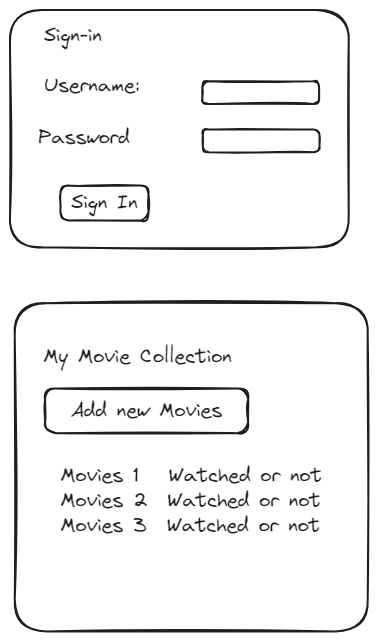 Sign-in
Username:
Password
Sign In
My Movie Collection
Add new Movies
Movies 1 Watched or not
Movies 2 Watched or not
Movies 3 Watched or not